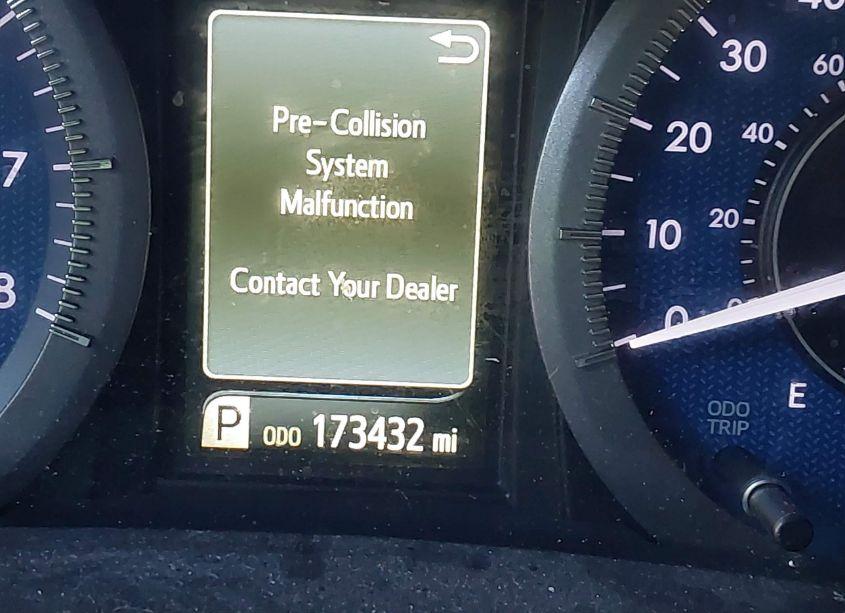 Pre-Collision
System
Malfunction
Contact Your Dealer
P ODO 173432 mi
7
8
30
20
10
0
60
40
20
E
ODO
TRIP